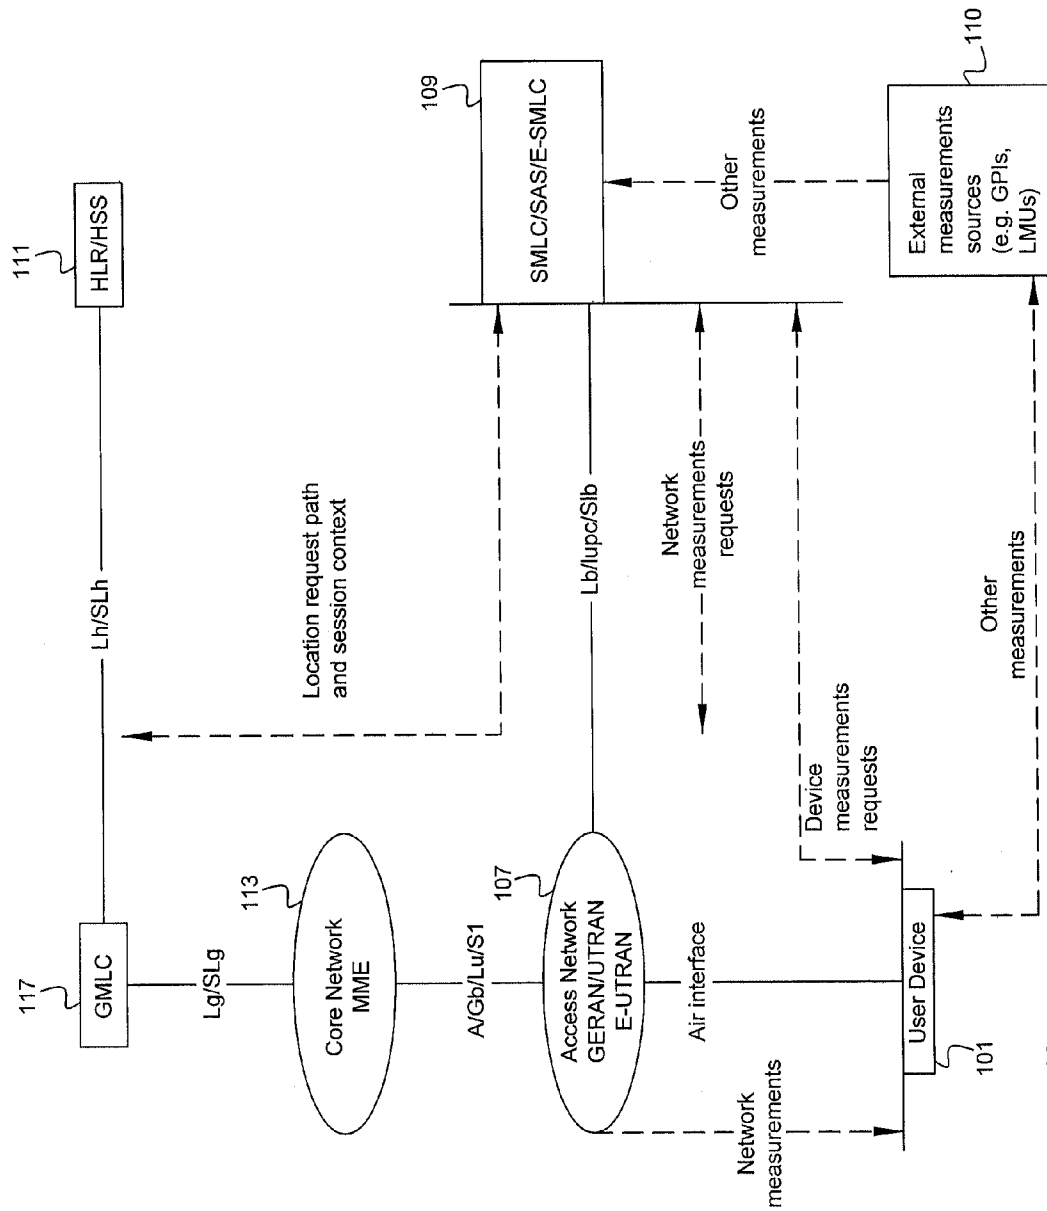 117
GMLC
Lh/SLh
HLR/HSS
111
Lg/SLg
Location request path
and session context
113
Core Network
MME
A/Gb/Lu/S1
107
Access Network
GERAN/UTRAN
E-UTRAN
Lb/Iupc/Slb
SMLC/SAS/E-SMLC
109
Air interface
Network
measurements
requests
Network
measurements
Device
measurements
requests
Other
measurements
User Device
101
Other
measurements
External
measurements
sources
(e.g. GPIs,
LMUs)
110